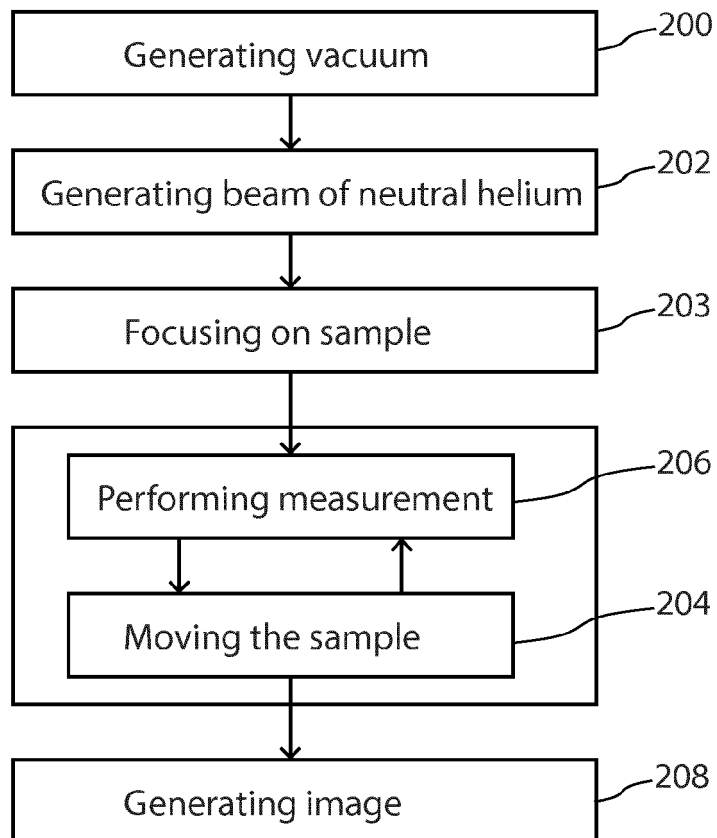 Generating vacuum 200
Generating beam of neutral helium 202
Focusing on sample 203
Performing measurement 206
Moving the sample 204
Generating image 208